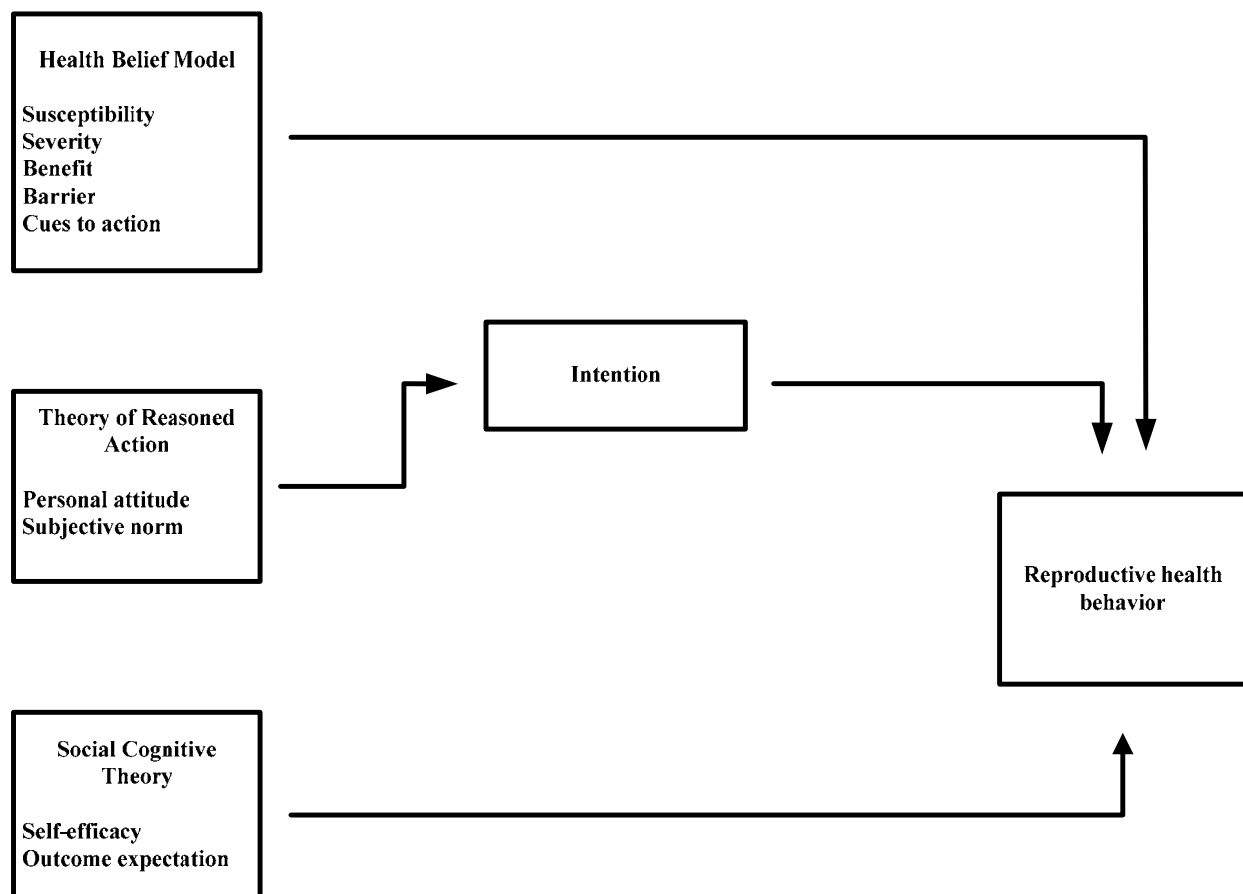 Health Belief Model
Susceptibility
Severity
Benefit
Barrier
Cues to action
Intention
Theory of Reasoned
Action
Personal attitude
Subjective norm
Reproductive health
behavior
Social Cognitive
Theory
Self-efficacy
Outcome expectation